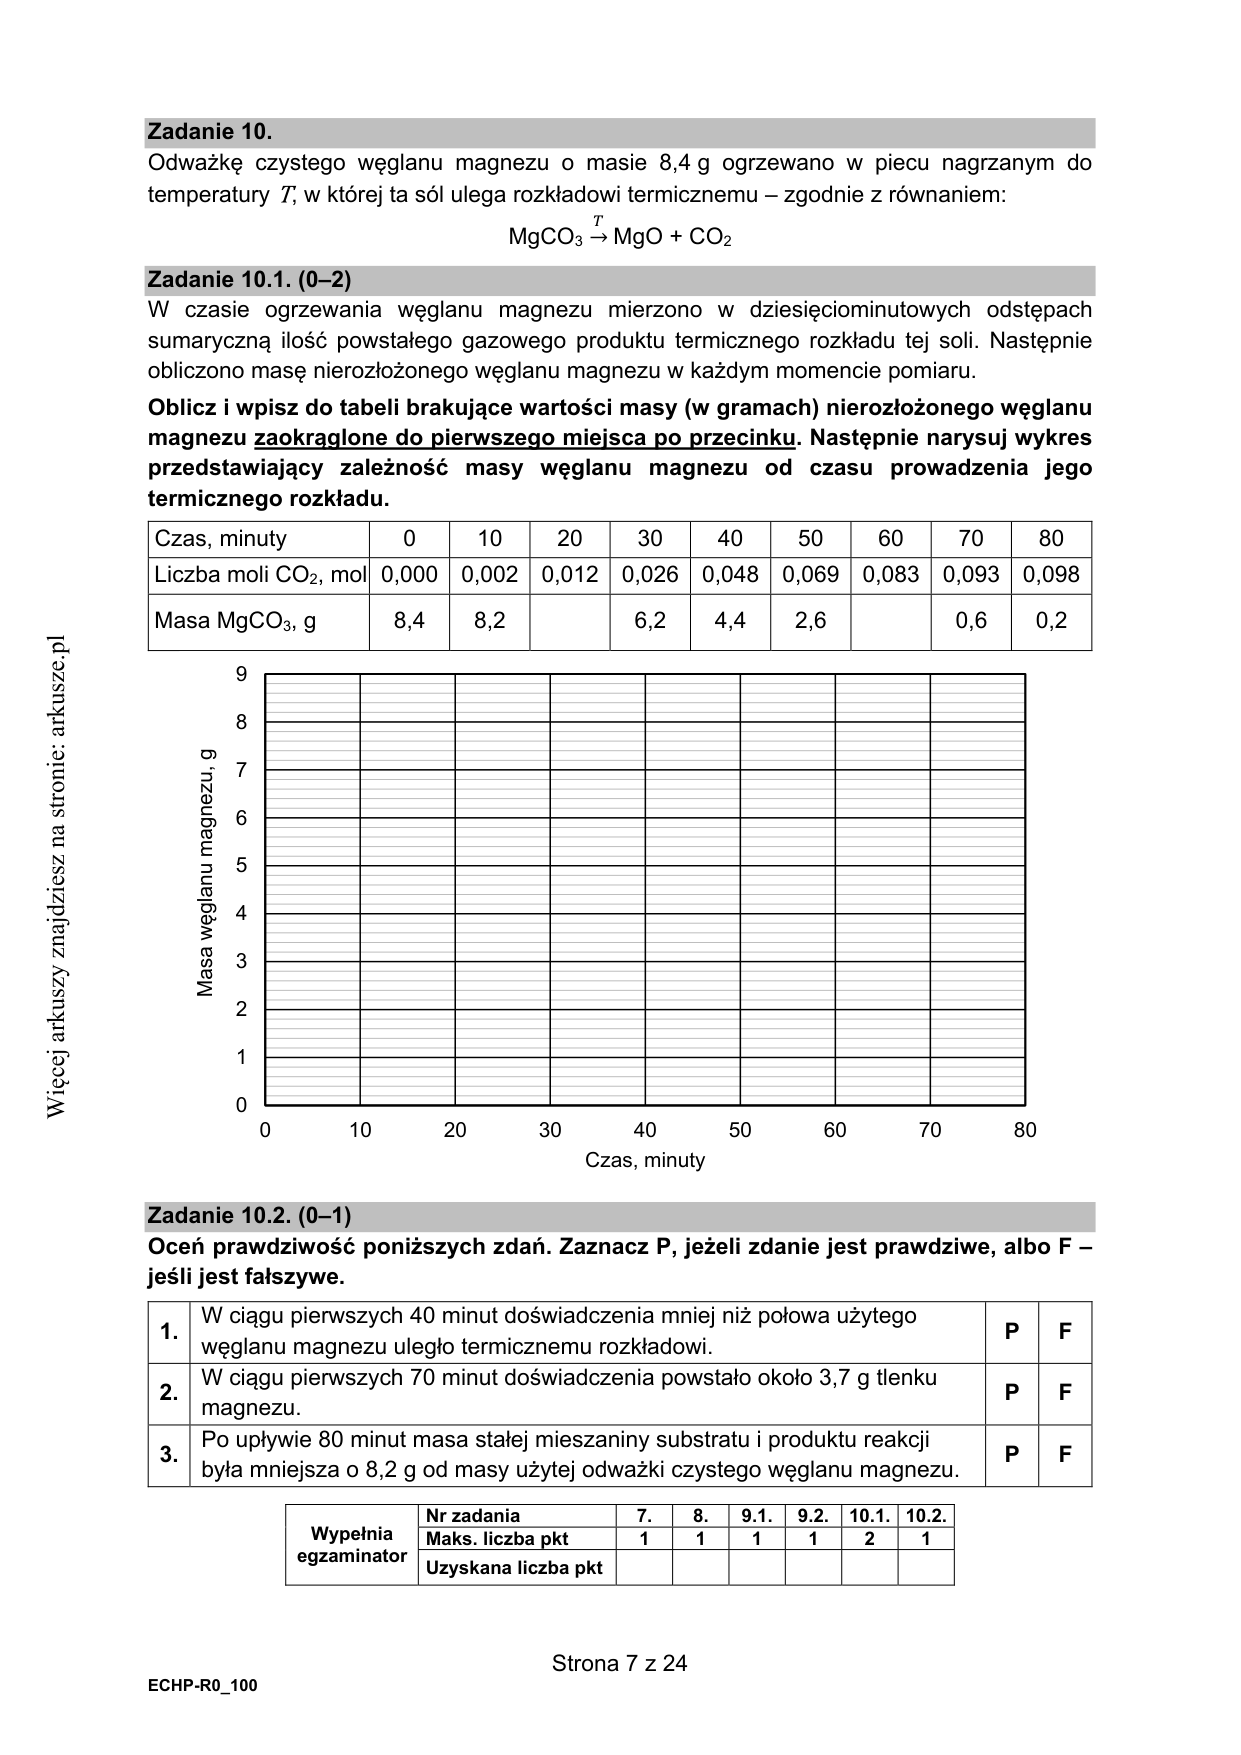 Zadanie 10.
Odważkę czystego węglanu magnezu o masie 8,4 g ogrzewano w piecu nagrzanym do
temperatury T, w której ta sól ulega rozkładowi termicznemu – zgodnie z równaniem:
T
MgCO₃ → MgO + CO₂
Zadanie 10.1. (0–2)
W czasie ogrzewania węglanu magnezu mierzono w dziesięciominutowych odstępach
sumaryczną ilość powstałego gazowego produktu termicznego rozkładu tej soli. Następnie
obliczono masę nierozłożonego węglanu magnezu w każdym momencie pomiaru.
Oblicz i wpisz do tabeli brakujące wartości masy (w gramach) nierozłożonego węglanu
magnezu zaokrąglone do pierwszego miejsca po przecinku. Następnie narysuj wykres
przedstawiający zależność masy węglanu magnezu od czasu prowadzenia jego
termicznego rozkładu.
Czas, minuty 0 10 20 30 40 50 60 70 80
Liczba moli CO₂, mol 0,000 0,002 0,012 0,026 0,048 0,069 0,083 0,093 0,098
Masa MgCO₃, g 8,4 8,2 6,2 4,4 2,6 0,6 0,2
Masa węglanu magnezu, g
9
8
7
6
5
4
3
2
1
0
0 10 20 30 40 50 60 70 80
Czas, minuty
Zadanie 10.2. (0–1)
Oceń prawdziwość poniższych zdań. Zaznacz P, jeżeli zdanie jest prawdziwe, albo F –
jeśli jest fałszywe.
1. W ciągu pierwszych 40 minut doświadczenia mniej niż połowa użytego
węglanu magnezu uległo termicznemu rozkładowi. P F
2. W ciągu pierwszych 70 minut doświadczenia powstało około 3,7 g tlenku
magnezu. P F
3. Po upływie 80 minut masa stałej mieszaniny substratu i produktu reakcji
była mniejsza o 8,2 g od masy użytej odważki czystego węglanu magnezu. P F
Wypełnia
egzaminator
Nr zadania 7. 8. 9.1. 9.2. 10.1. 10.2.
Maks. liczba pkt 1 1 1 1 2 1
Uzyskana liczba pkt
Strona 7 z 24
ECHP-R0_100
Więcej arkuszy znajdziesz na stronie: arkusze.pl